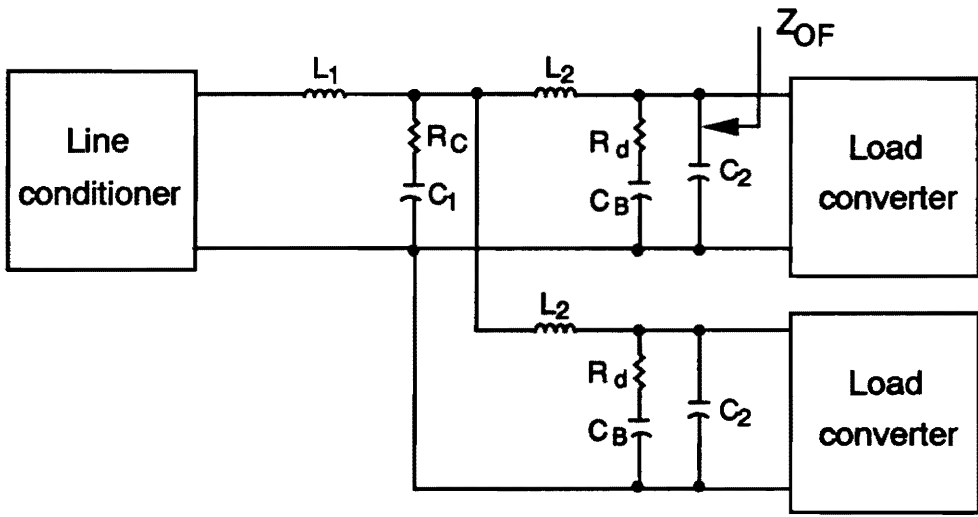 Z_OF
L_1
L_2
Line
conditioner
R_C
C_1
R_d
C_B
C_2
Load
converter
L_2
R_d
C_B
C_2
Load
converter